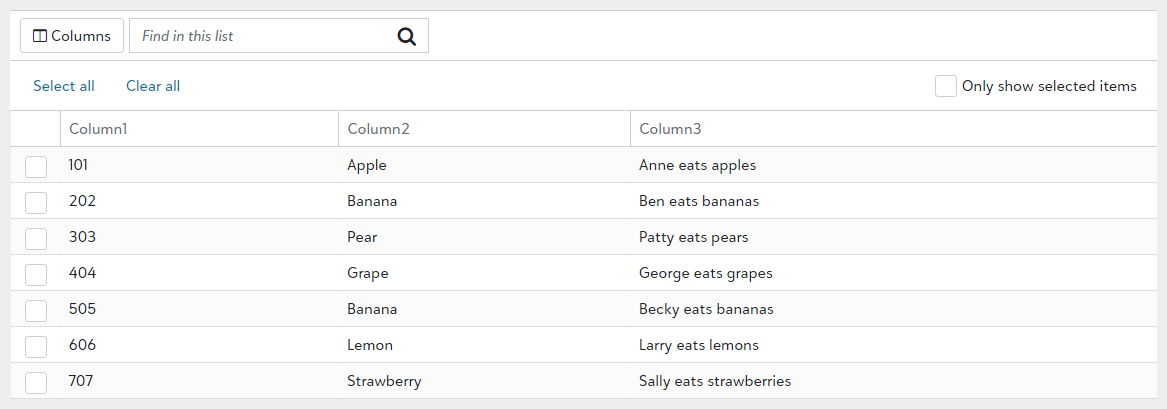 Columns Find in this list
Select all Clear all Only show selected items
Column1 Column2 Column3
101 Apple Anne eats apples
202 Banana Ben eats bananas
303 Pear Patty eats pears
404 Grape George eats grapes
505 Banana Becky eats bananas
606 Lemon Larry eats lemons
707 Strawberry Sally eats strawberries